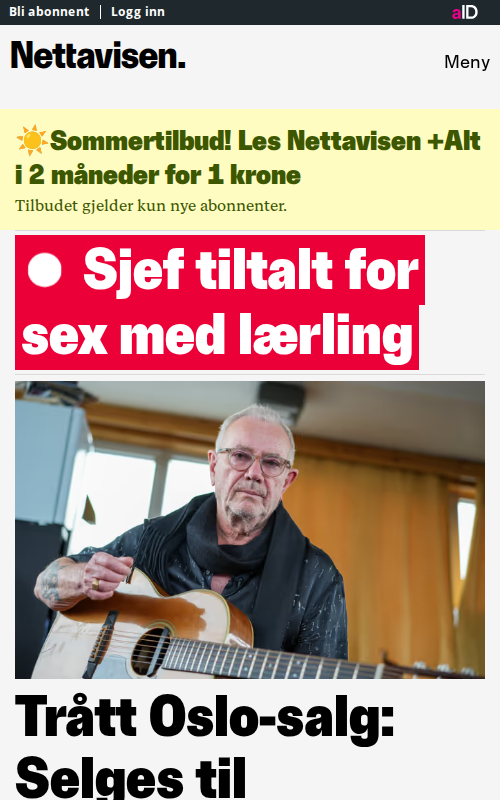 Bli abonnent | Logg inn
aID
Nettavisen.
Meny
☀️Sommertilbud! Les Nettavisen +Alt
i 2 måneder for 1 krone
Tilbudet gjelder kun nye abonnenter.
Sjef tiltalt for
sex med lærling
Trått Oslo-salg:
Selges til